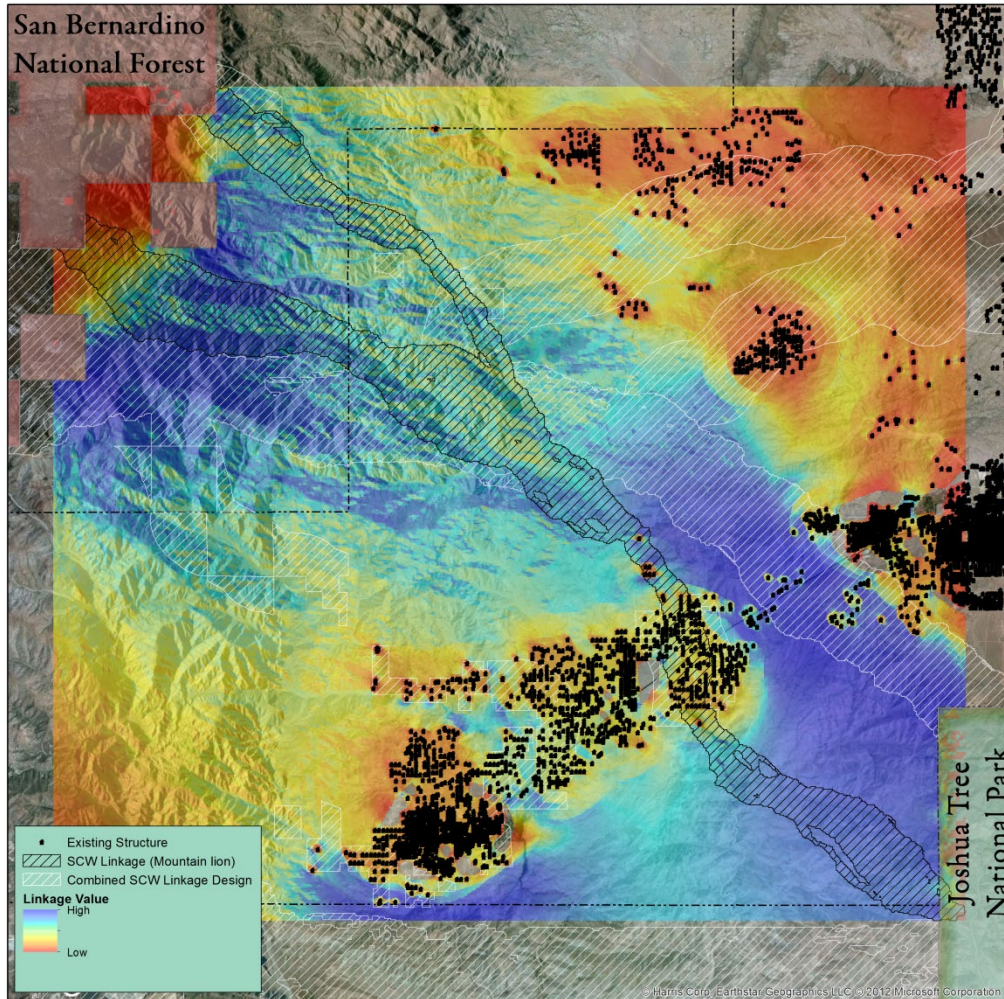 San Bernardino
National Forest
Joshua Tree
National Park
Existing Structure
SCW Linkage (Mountain lion)
Combined SCW Linkage Design
Linkage Value
High
Low
© Harris Corp, Earthstar Geographics LLC © 2012 Microsoft Corporation